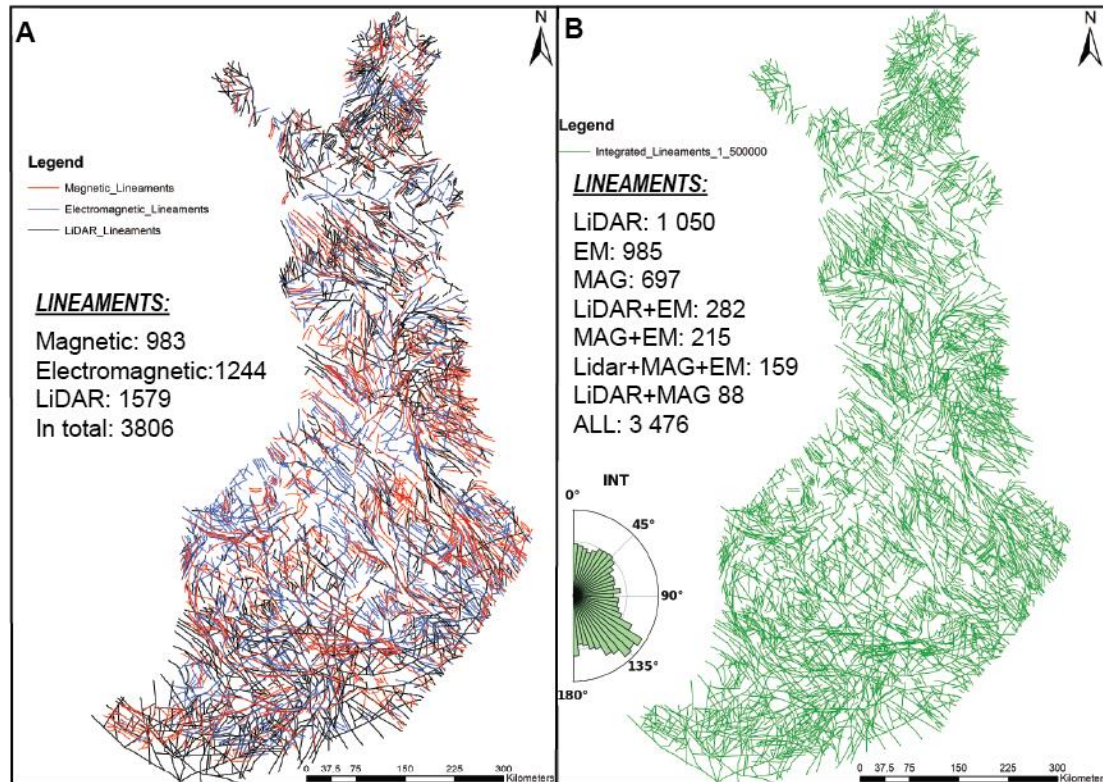 A
N
Legend
Magnetic_Lineaments
Electromagnetic_Lineaments
LiDAR_Lineaments
LINEAMENTS:
Magnetic: 983
Electromagnetic:1244
LiDAR: 1579
In total: 3806
0 37.5 75 150 225 300
Kilometers
B
N
Legend
Integrated_Lineaments_1_500000
LINEAMENTS:
LiDAR: 1 050
EM: 985
MAG: 697
LiDAR+EM: 282
MAG+EM: 215
Lidar+MAG+EM: 159
LiDAR+MAG 88
ALL: 3 476
INT
0°
45°
90°
135°
180°
0 37.5 75 150 225 300
Kilometers